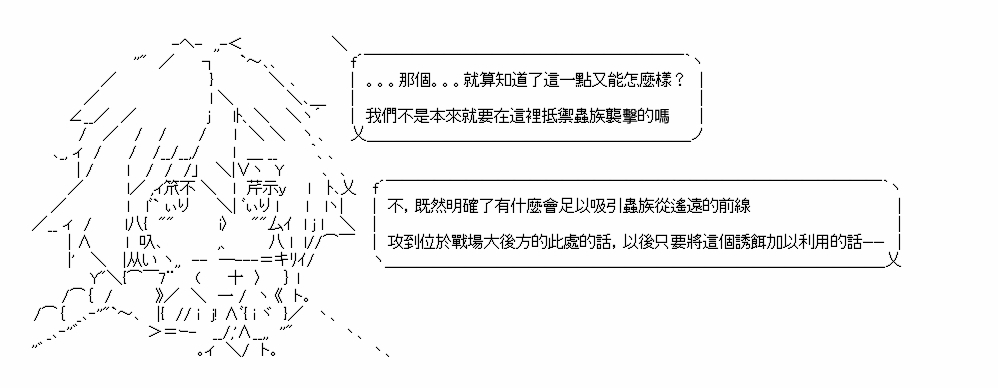 。。。那個。。。就算知道了這一點又能怎麼樣？
我們不是本來就要在這裡抵禦蟲族襲擊的嗎
不，既然明確了有什麼會足以吸引蟲族從遙遠的前線
攻到位於戰場大後方的此處的話，以後只要將這個誘餌加以利用的話——